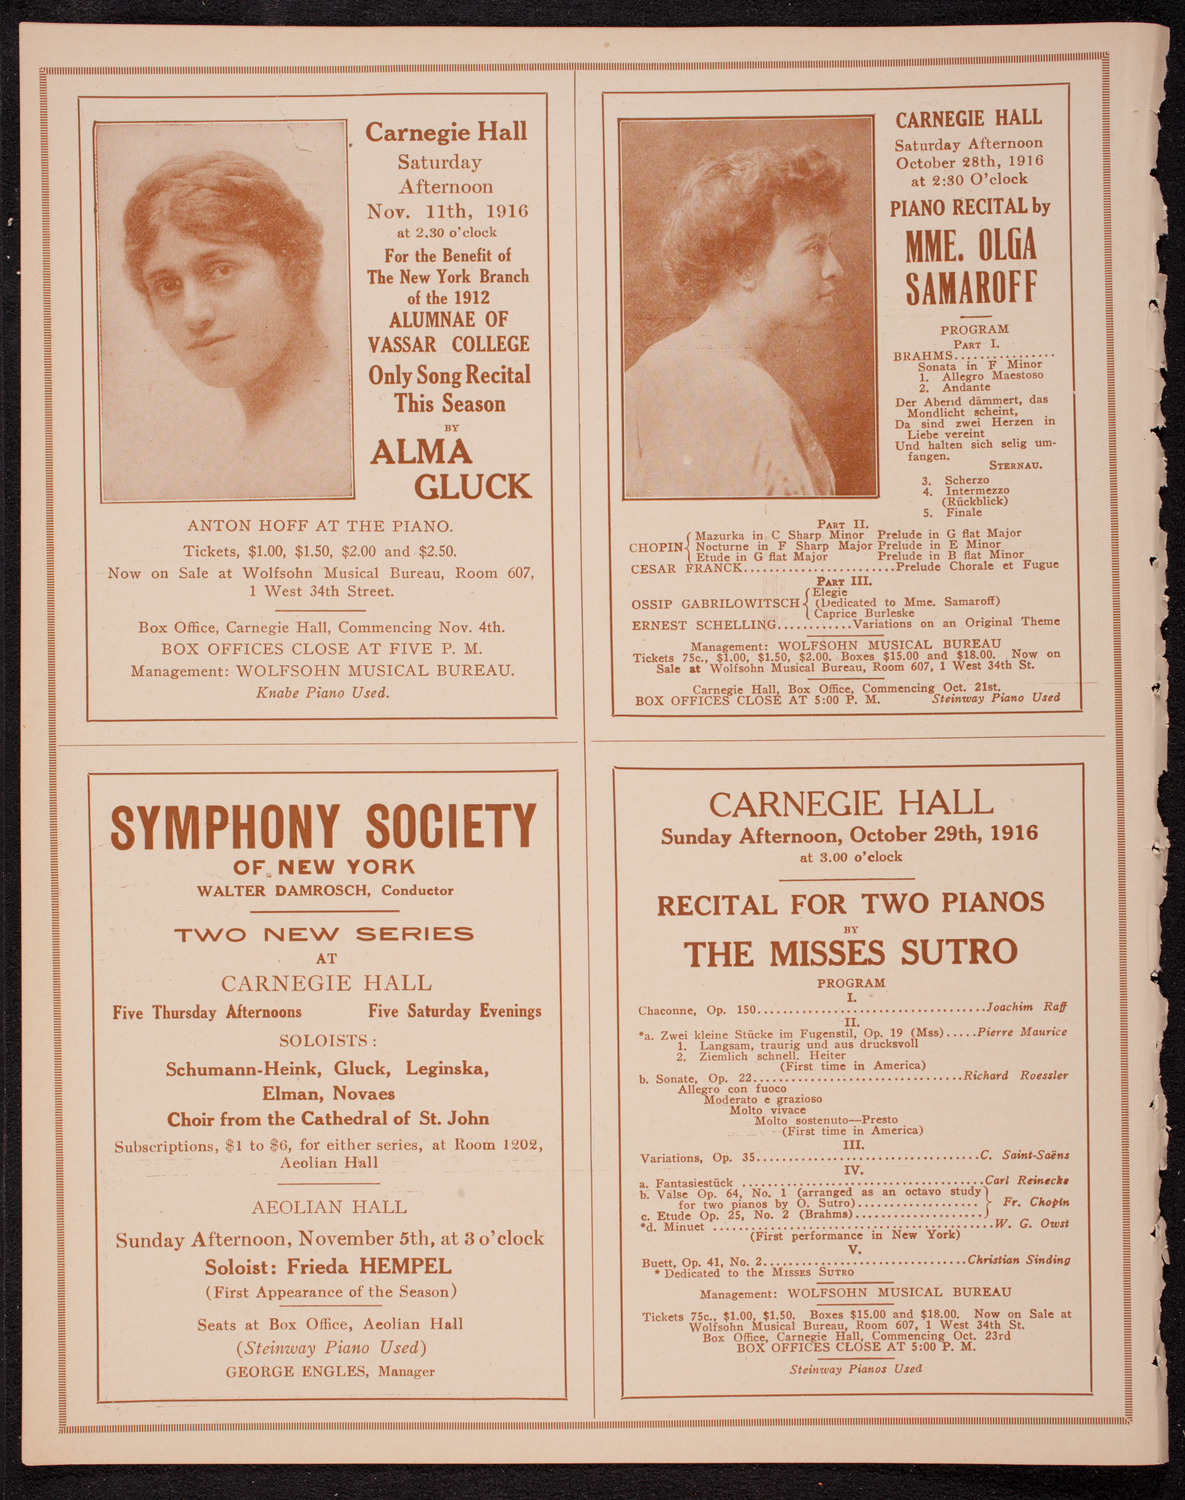 Carnegie Hall
Saturday
Afternoon
Nov. 11th, 1916
at 2.30 o'clock
For the Benefit of
The New York Branch
of the 1912
ALUMNAE OF
VASSAR COLLEGE
Only Song Recital
This Season
BY
ALMA
GLUCK
ANTON HOFF AT THE PIANO.
Tickets, $1.00, $1.50, $2.00 and $2.50.
Now on Sale at Wolfsohn Musical Bureau, Room 607,
1 West 34th Street.
Box Office, Carnegie Hall, Commencing Nov. 4th.
BOX OFFICES CLOSE AT FIVE P. M.
Management: WOLFSOHN MUSICAL BUREAU.
Knabe Piano Used.
CARNEGIE HALL
Saturday Afternoon
October 28th, 1916
at 2:30 O'clock
PIANO RECITAL by
MME. OLGA
SAMAROFF
PROGRAM
PART I.
BRAHMS...............
Sonata in F Minor
1. Allegro Maestoso
2. Andante
Der Abend dämmert, das
Mondlicht scheint,
Da sind zwei Herzen in
Liebe vereint
Und halten sich selig um-
fangen.
STERNAU.
3. Scherzo
4. Intermezzo
(Rückblick)
5. Finale
PART II.
Mazurka in C Sharp Minor Prelude in G flat Major
CHOPIN { Nocturne in F Sharp Major Prelude in E Minor
Etude in G flat Major Prelude in B flat Minor
CESAR FRANCK.......................Prelude Chorale et Fugue
PART III.
Elegie
OSSIP GABRILOWITSCH { (Dedicated to Mme. Samaroff)
Caprice Burleske
ERNEST SCHELLING...........Variations on an Original Theme
Management: WOLFSOHN MUSICAL BUREAU
Tickets 75c., $1.00, $1.50, $2.00. Boxes $15.00 and $18.00. Now on
Sale at Wolfsohn Musical Bureau, Room 607, 1 West 34th St.
Carnegie Hall, Box Office, Commencing Oct. 21st.
BOX OFFICES CLOSE AT 5:00 P. M. Steinway Piano Used
SYMPHONY SOCIETY
OF NEW YORK
WALTER DAMROSCH, Conductor
TWO NEW SERIES
AT
CARNEGIE HALL
Five Thursday Afternoons Five Saturday Evenings
SOLOISTS:
Schumann-Heink, Gluck, Leginska,
Elman, Novaes
Choir from the Cathedral of St. John
Subscriptions, $1 to $6, for either series, at Room 1202,
Aeolian Hall
AEOLIAN HALL
Sunday Afternoon, November 5th, at 3 o'clock
Soloist: Frieda HEMPEL
(First Appearance of the Season)
Seats at Box Office, Aeolian Hall
(Steinway Piano Used)
GEORGE ENGLES, Manager
CARNEGIE HALL
Sunday Afternoon, October 29th, 1916
at 3.00 o'clock
RECITAL FOR TWO PIANOS
BY
THE MISSES SUTRO
PROGRAM
I.
Chaconne, Op. 150...................................Joachim Raff
II.
*a. Zwei kleine Stücke im Fugenstil, Op. 19 (Mss).....Pierre Maurice
1. Langsam, traurig und aus drucksvoll
2. Ziemlich schnell. Heiter
(First time in America)
b. Sonate, Op. 22................................Richard Roessler
Allegro con fuoco
Moderato e grazioso
Molto vivace
Molto sostenuto—Presto
(First time in America)
III.
Variations, Op. 35..................................C. Saint-Saëns
IV.
a. Fantasiestück .....................................Carl Reinecke
b. Valse Op. 64, No. 1 (arranged as an octavo study
for two pianos by O. Sutro).................. } Fr. Chopin
c. Etude Op. 25, No. 2 (Brahms)...................
*d. Minuet ...........................................W. G. Owst
(First performance in New York)
V.
Buett, Op. 41, No. 2...............................Christian Sinding
* Dedicated to the MISSES SUTRO
Management: WOLFSOHN MUSICAL BUREAU
Tickets 75c., $1.00, $1.50. Boxes $15.00 and $18.00. Now on Sale at
Wolfsohn Musical Bureau, Room 607, 1 West 34th St.
Box Office, Carnegie Hall, Commencing Oct. 23rd
BOX OFFICES CLOSE AT 5:00 P. M.
Steinway Pianos Used